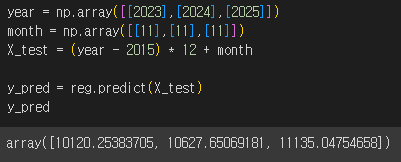 year = np.array([[2023],[2024],[2025]])
month = np.array([[11],[11],[11]])
X_test = (year - 2015) * 12 + month
y_pred = reg.predict(X_test)
y_pred
array([10120.25383705, 10627.65069181, 11135.04754658])